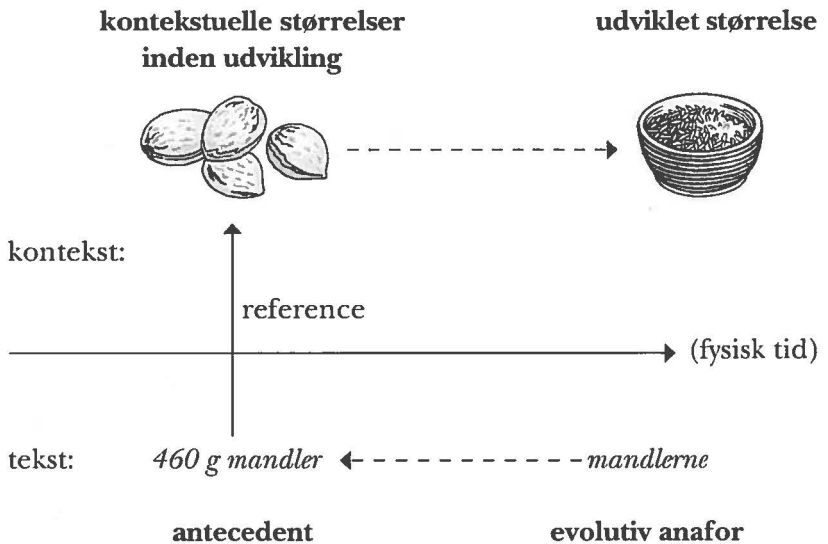 kontekstuelle størrelser
inden udvikling
udviklet størrelse
kontekst:
reference
(fysisk tid)
tekst:
460 g mandler
mandlerne
antecedent
evolutiv anafor